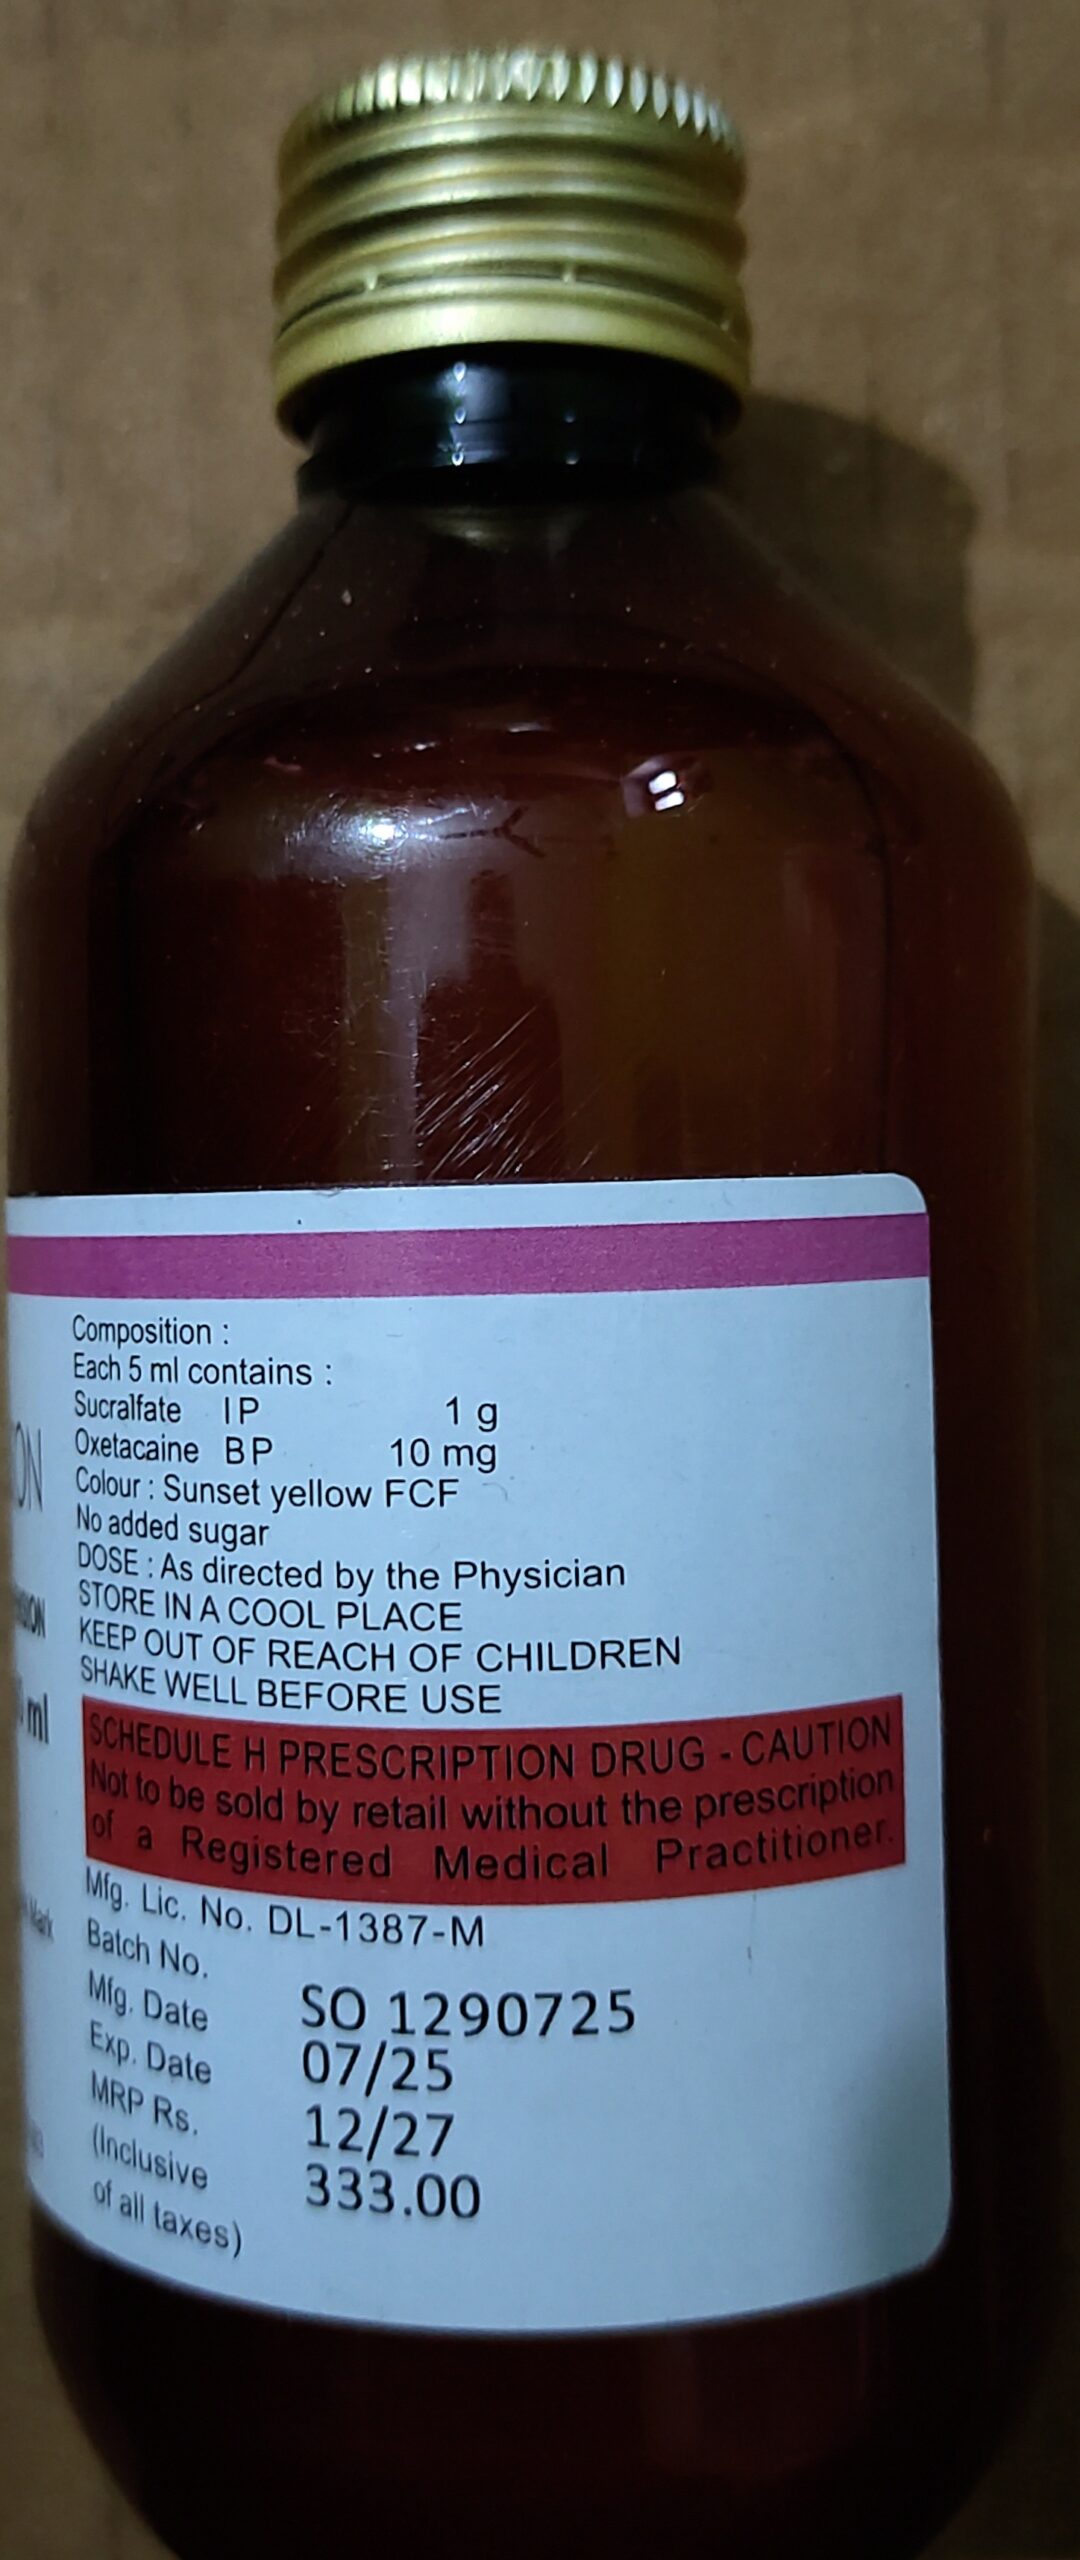 Composition :
Each 5 ml contains :
Sucralfate IP 1 g
Oxetacaine BP 10 mg
Colour : Sunset yellow FCF
No added sugar
DOSE : As directed by the Physician
STORE IN A COOL PLACE
KEEP OUT OF REACH OF CHILDREN
SHAKE WELL BEFORE USE
ml
SCHEDULE H PRESCRIPTION DRUG - CAUTION
Not to be sold by retail without the prescription
of a Registered Medical Practitioner.
Mfg. Lic. No. DL-1387-M
Mark
Batch No. SO 1290725
Mfg. Date 07/25
Exp. Date 12/27
MRP Rs. 333.00
(Inclusive
of all taxes)